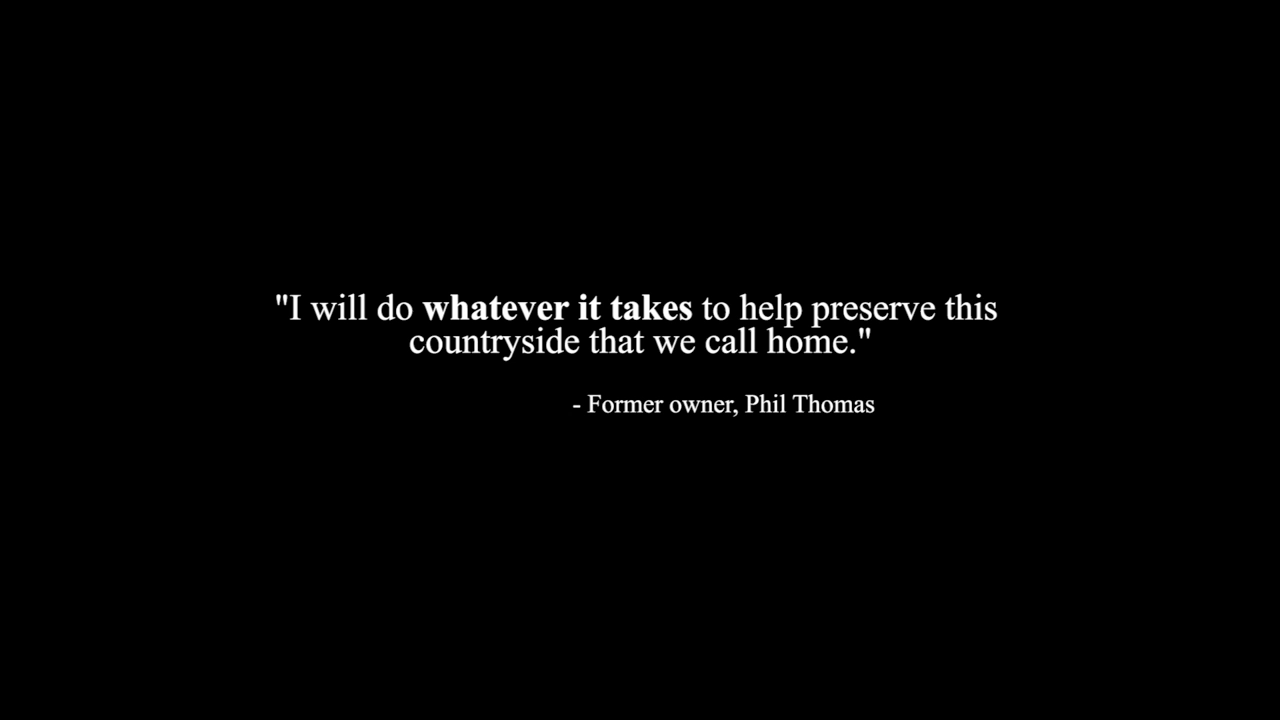 "I will do whatever it takes to help preserve this
countryside that we call home."
- Former owner, Phil Thomas